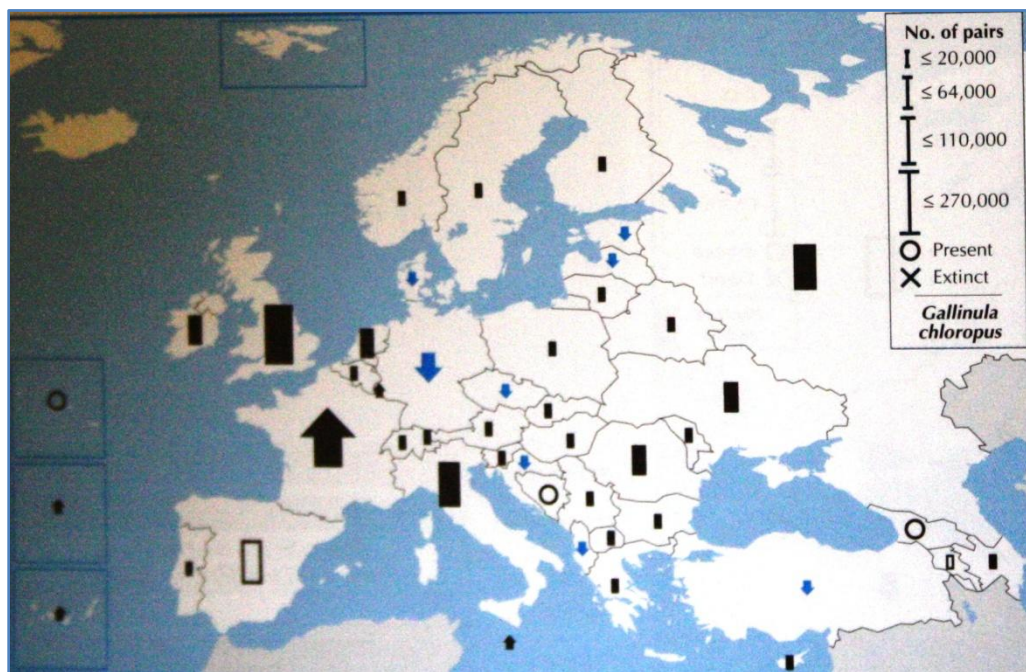 No. of pairs
≤ 20,000
≤ 64,000
≤ 110,000
≤ 270,000
Present
Extinct
Gallinula
chloropus